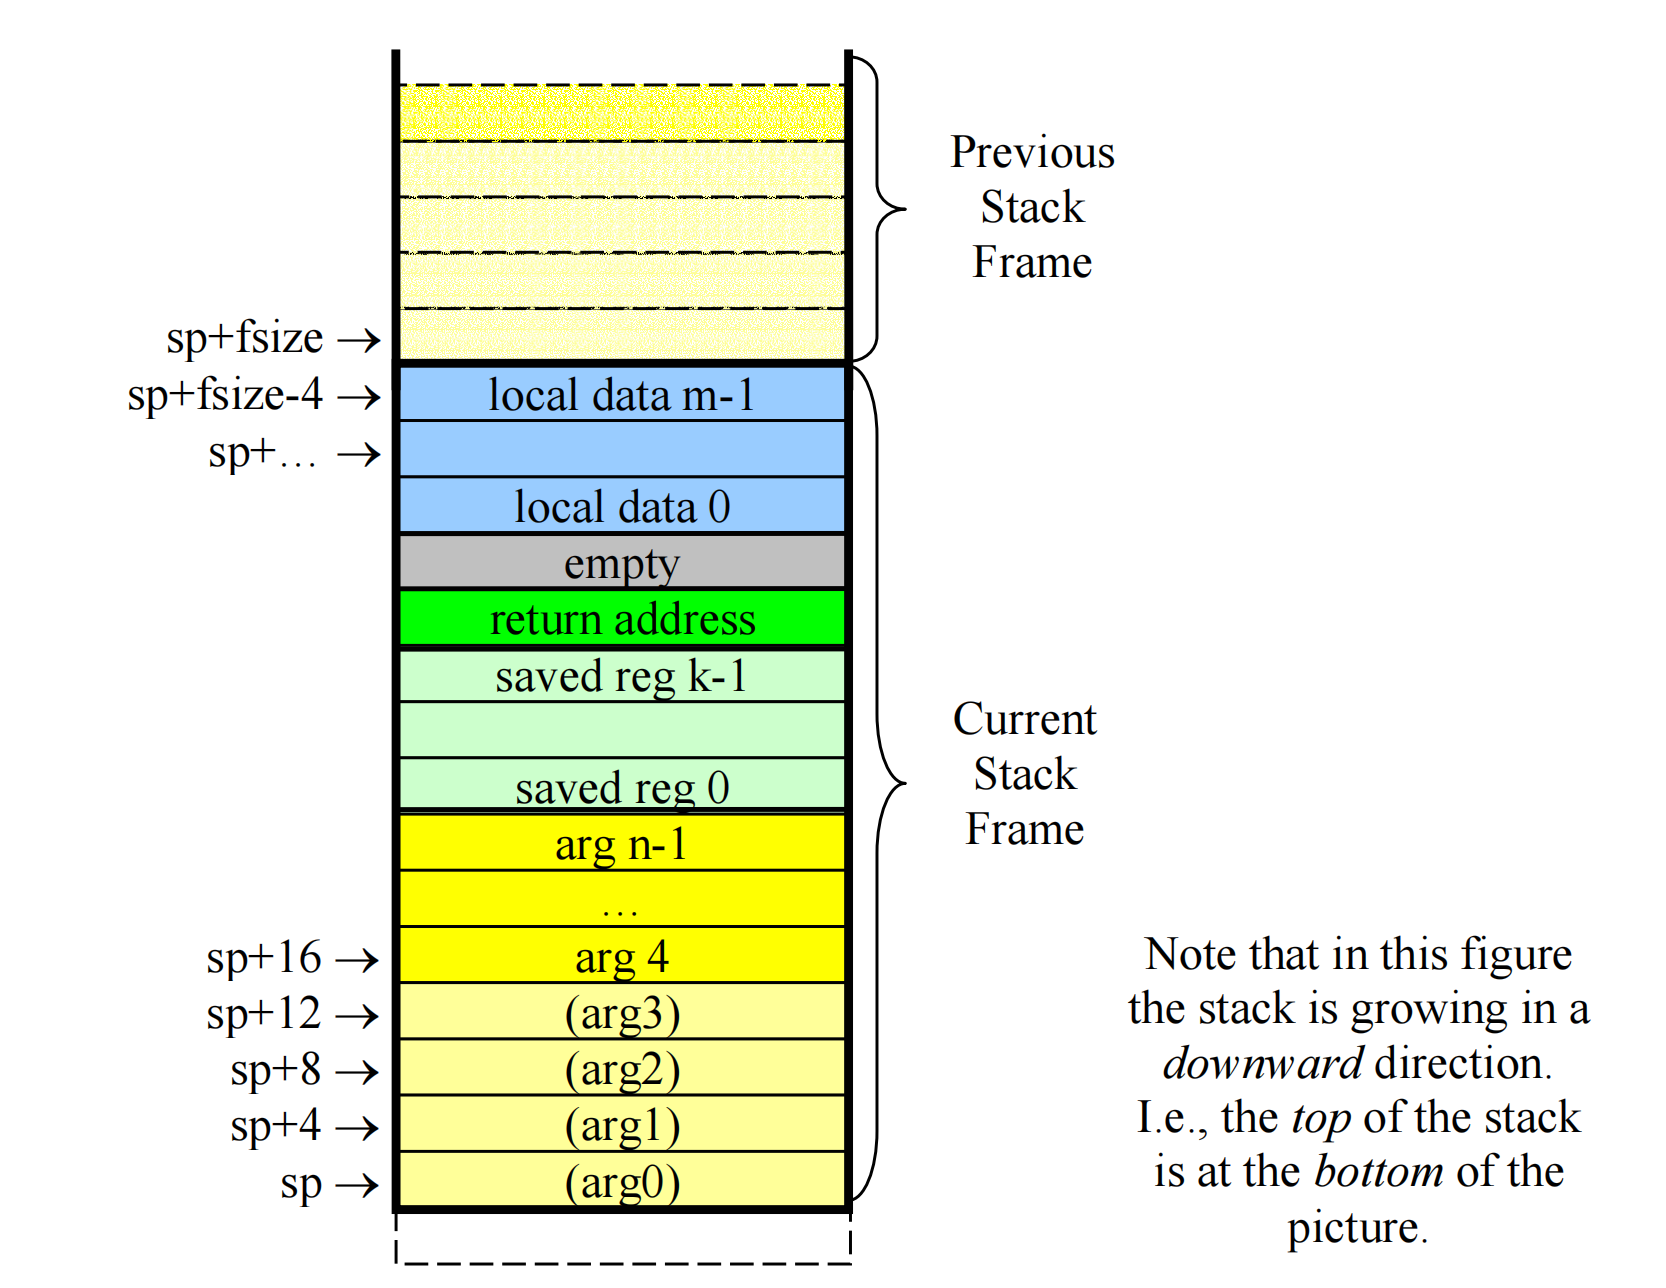 Previous
Stack
Frame
sp+fsize →
sp+fsize-4 → local data m-1
sp+… →
local data 0
empty
return address
saved reg k-1
saved reg 0
arg n-1
…
sp+16 → arg 4
sp+12 → (arg3)
sp+8 → (arg2)
sp+4 → (arg1)
sp → (arg0)
Current
Stack
Frame
Note that in this figure
the stack is growing in a
downward direction.
I.e., the top of the stack
is at the bottom of the
picture.